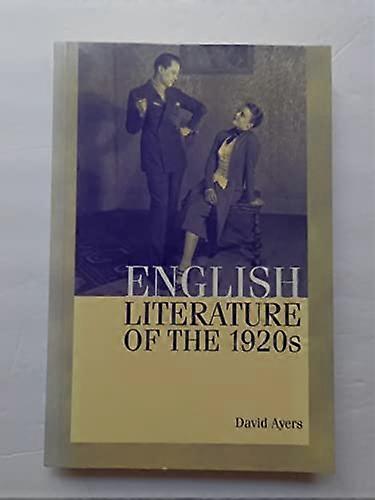 ENGLISH
LITERATURE
OF THE 1920s
David Ayers